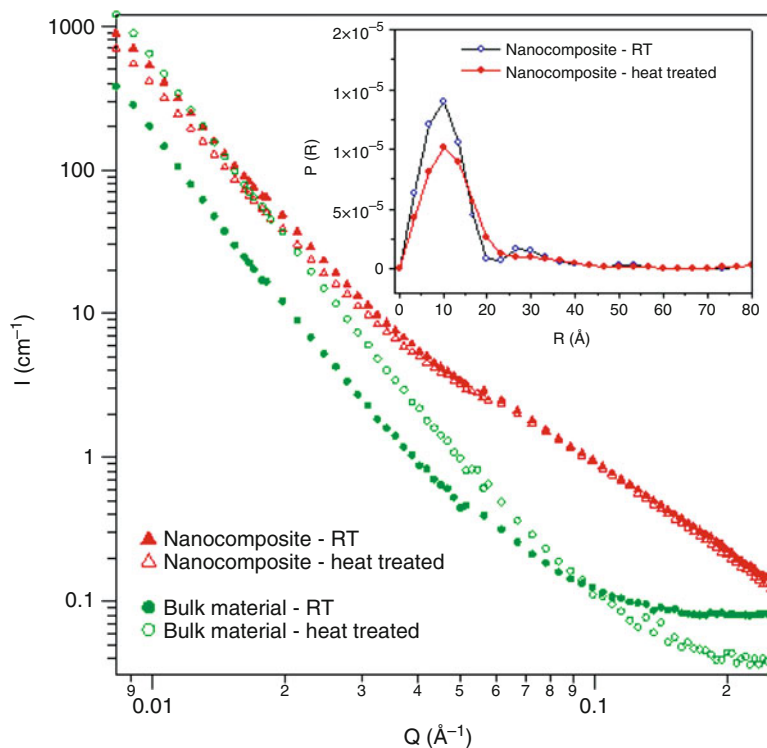 1000
100
10
1
0.1
I (cm⁻¹)
2×10⁻⁵
1×10⁻⁵
1×10⁻⁵
5×10⁻⁵
0
P (R)
Nanocomposite - RT
Nanocomposite - heat treated
0 10 20 30 40 50 60 70 80
R (Å)
Nanocomposite - RT
Nanocomposite - heat treated
Bulk material - RT
Bulk material - heat treated
9 2 3 4 5 6 7 8 9 2
0.01 0.1
Q (Å⁻¹)